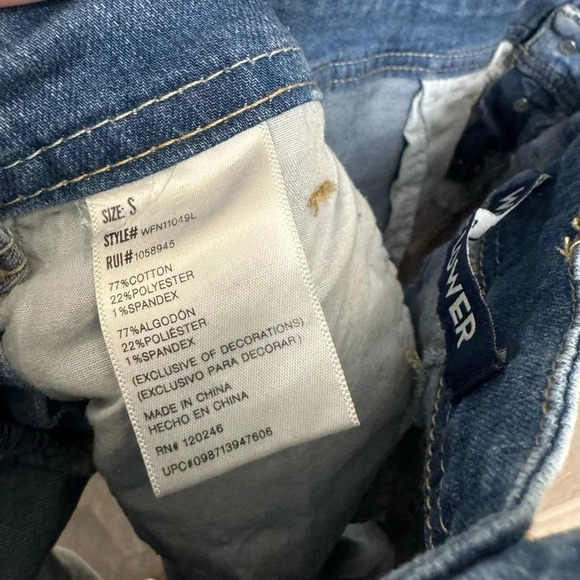 SIZE: S
STYLE# WFN11049L
RUI# 1058945
77%COTTON
22%POLYESTER
1%SPANDEX
77%ALGODÓN
22%POLIÉSTER
1%SPANDEX
(EXCLUSIVE OF DECORATIONS)
(EXCLUSIVO PARA DECORAR)
MADE IN CHINA
HECHO EN CHINA
RN# 120246
UPC#098713947606